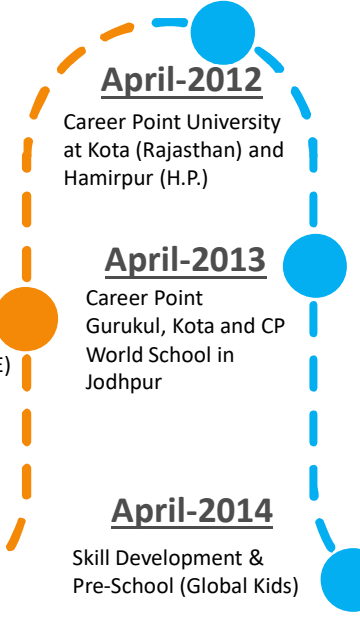 April-2012
Career Point University
at Kota (Rajasthan) and
Hamirpur (H.P.)
April-2013
Career Point
Gurukul, Kota and CP
World School in
Jodhpur
E)
April-2014
Skill Development &
Pre-School (Global Kids)